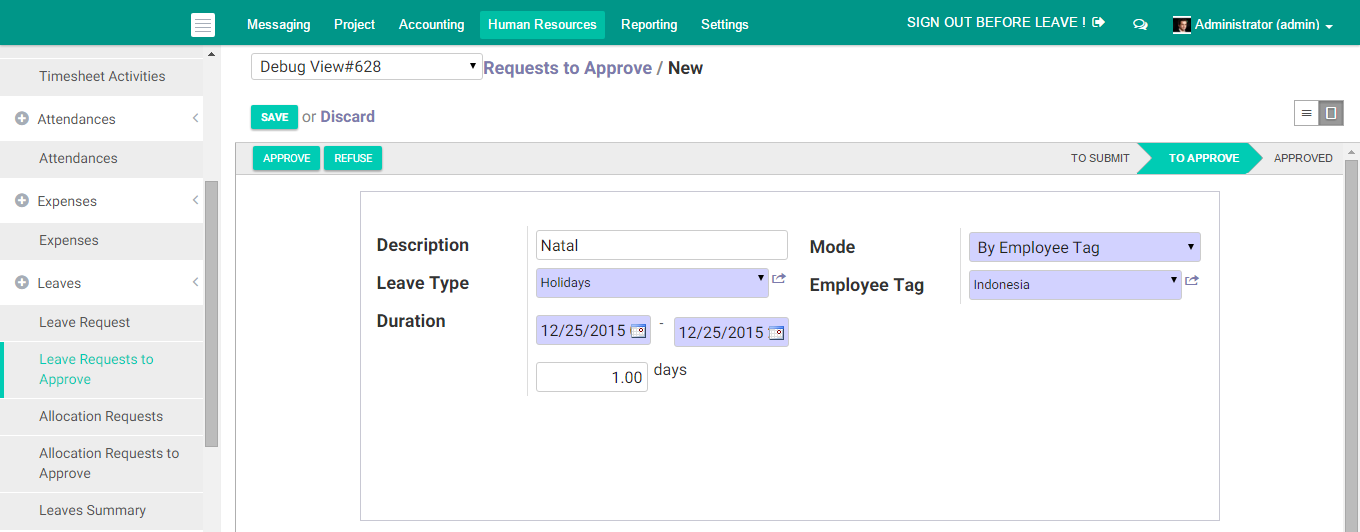 Messaging Project Accounting Human Resources Reporting Settings SIGN OUT BEFORE LEAVE ! Administrator (admin)
Timesheet Activities
Attendances
Attendances
Expenses
Expenses
Leaves
Leave Request
Leave Requests to
Approve
Allocation Requests
Allocation Requests to
Approve
Leaves Summary
Debug View#628 Requests to Approve / New
SAVE or Discard
APPROVE REFUSE TO SUBMIT TO APPROVE APPROVED
Description Natal Mode By Employee Tag
Leave Type Holidays Employee Tag Indonesia
Duration 12/25/2015 - 12/25/2015
1.00 days